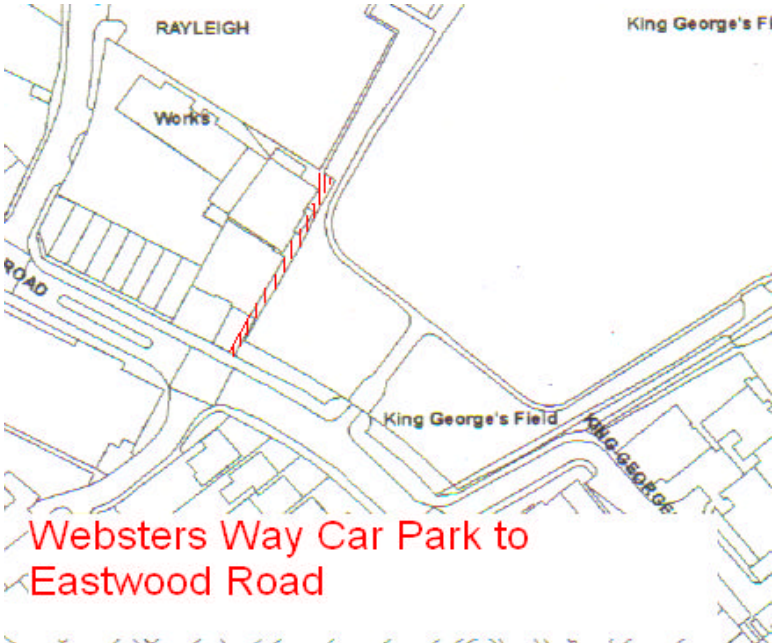 RAYLEIGH
King George's Fi
Works
ROAD
King George's Field
KING GEORGE'
Websters Way Car Park to
Eastwood Road